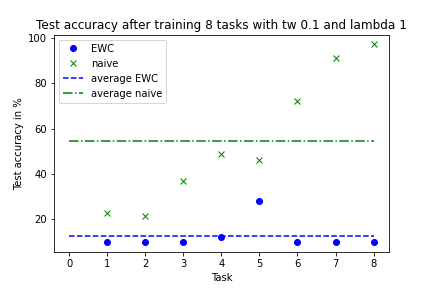 Test accuracy after training 8 tasks with tw 0.1 and lambda 1
100
80
60
40
20
Test accuracy in %
EWC
naive
average EWC
average naive
0 1 2 3 4 5 6 7 8
Task